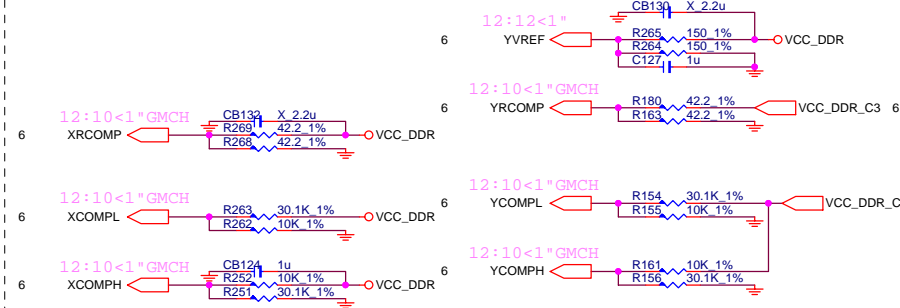 12:12<1"
6 YVREF
CB130 X_2.2u
R265 150_1%
R264 150_1%
C127 1u
VCC_DDR
12:10<1"GMCH
6 XRCOMP
CB132 X_2.2u
R269 42.2_1%
R268 42.2_1%
VCC_DDR
12:10<1"GMCH
6 YRCOMP
R180 42.2_1%
R163 42.2_1%
VCC_DDR_C3 6
12:10<1"GMCH
6 XCOMPL
R263 30.1K_1%
R262 10K_1%
VCC_DDR
12:10<1"GMCH
6 YCOMPL
R154 30.1K_1%
R155 10K_1%
VCC_DDR_C
12:10<1"GMCH
6 XCOMPH
CB124 1u
R252 10K_1%
R251 30.1K_1%
VCC_DDR
12:10<1"GMCH
6 YCOMPH
R161 10K_1%
R156 30.1K_1%